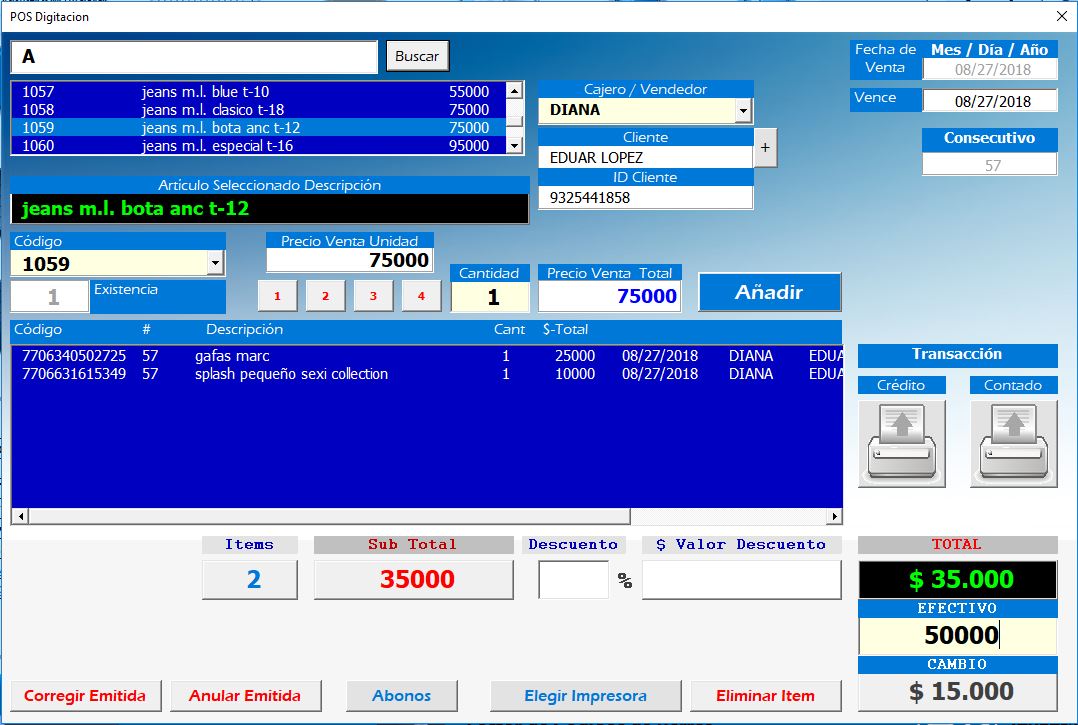 POS Digitacion
A
Buscar
Fecha de Venta
Mes / Día / Año
08/27/2018
Vence
08/27/2018
1057 jeans m.l. blue t-10 55000
1058 jeans m.l. clasico t-18 75000
1059 jeans m.l. bota anc t-12 75000
1060 jeans m.l. especial t-16 95000
Cajero / Vendedor
DIANA
Cliente
EDUAR LOPEZ
+
ID Cliente
9325441858
Consecutivo
57
Artículo Seleccionado Descripción
jeans m.l. bota anc t-12
Código
1059
1
Existencia
Precio Venta Unidad
75000
1 2 3 4
Cantidad
1
Precio Venta Total
75000
Añadir
Código # Descripción Cant $-Total
7706340502725 57 gafas marc 1 25000 08/27/2018 DIANA EDUA
7706631615349 57 splash pequeño sexi collection 1 10000 08/27/2018 DIANA EDUA
Transacción
Crédito Contado
Items
2
Sub Total
35000
Descuento
%
$ Valor Descuento
TOTAL
$ 35.000
EFECTIVO
50000
CAMBIO
$ 15.000
Corregir Emitida
Anular Emitida
Abonos
Elegir Impresora
Eliminar Item